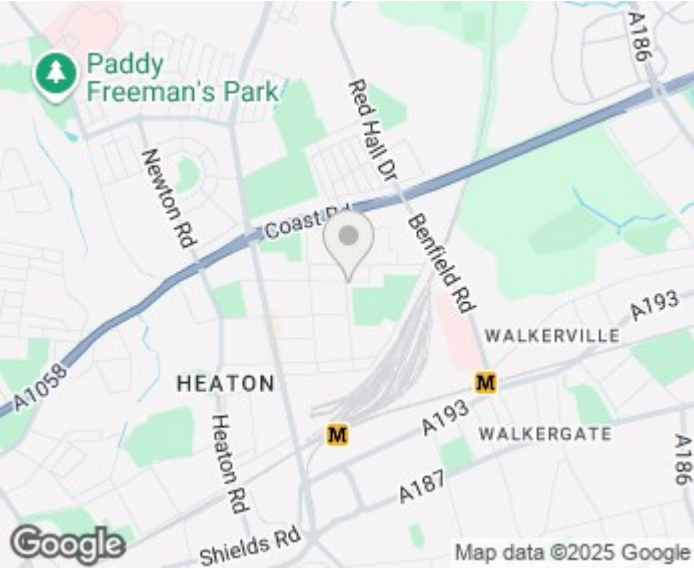 A186
Paddy
Freeman's Park
Red Hall Dr
Newton Rd
Coast Rd
Benfield Rd
A193
WALKERVILLE
A1058
HEATON
M
M
Heaton Rd
A193
WALKERGATE
A186
A187
Shields Rd
Google
Map data ©2025 Google